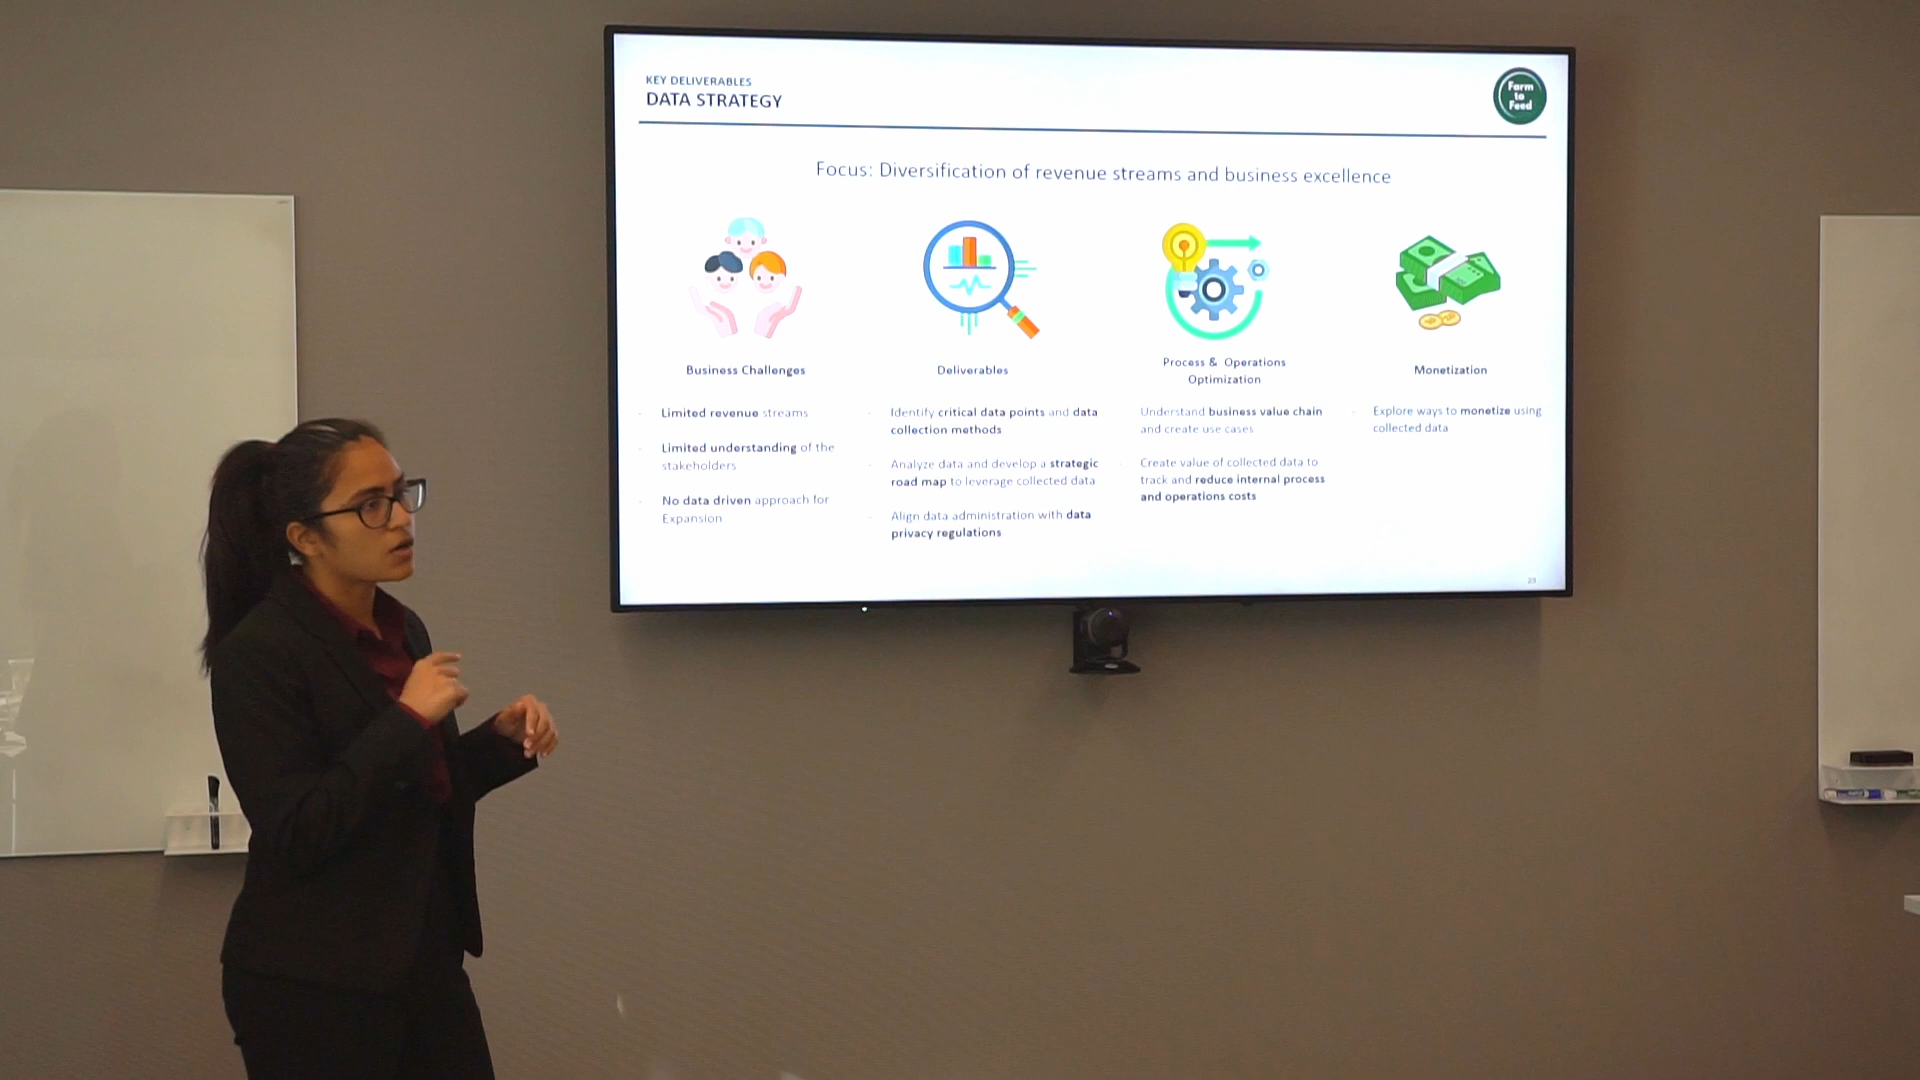 KEY DELIVERABLES
DATA STRATEGY
Farm
to
Feed
Focus: Diversification of revenue streams and business excellence
Business Challenges
Limited revenue streams
Limited understanding of the
stakeholders
No data driven approach for
Expansion
Deliverables
Identify critical data points and data
collection methods
Analyze data and develop a strategic
road map to leverage collected data
Align data administration with data
privacy regulations
Process & Operations
Optimization
Understand business value chain
and create use cases
Create value of collected data to
track and reduce internal process
and operations costs
Monetization
Explore ways to monetize using
collected data
23